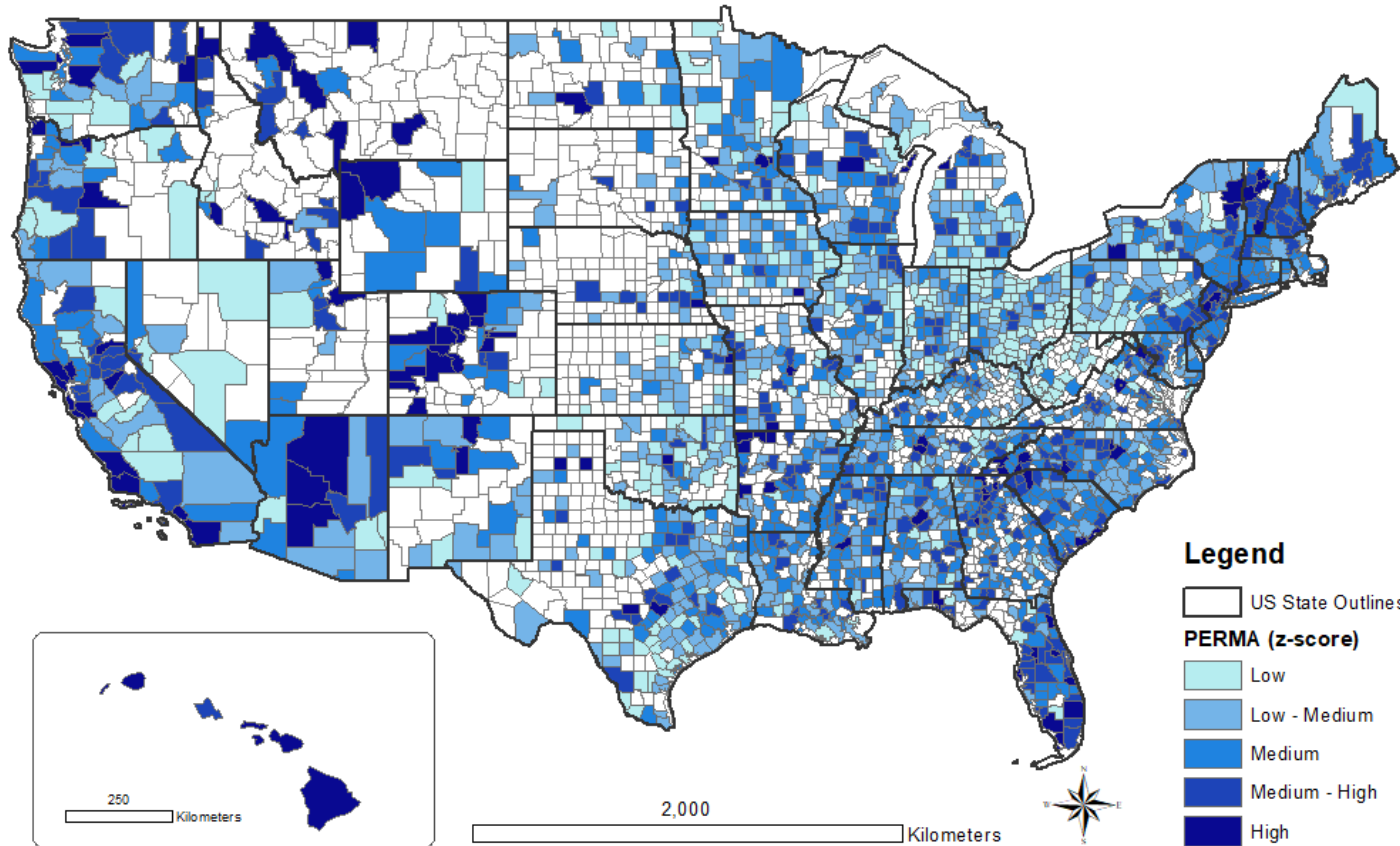 Legend
US State Outlines
PERMA (z-score)
Low
Low - Medium
Medium
Medium - High
High
250
Kilometers
2,000
Kilometers
N
W
E
S